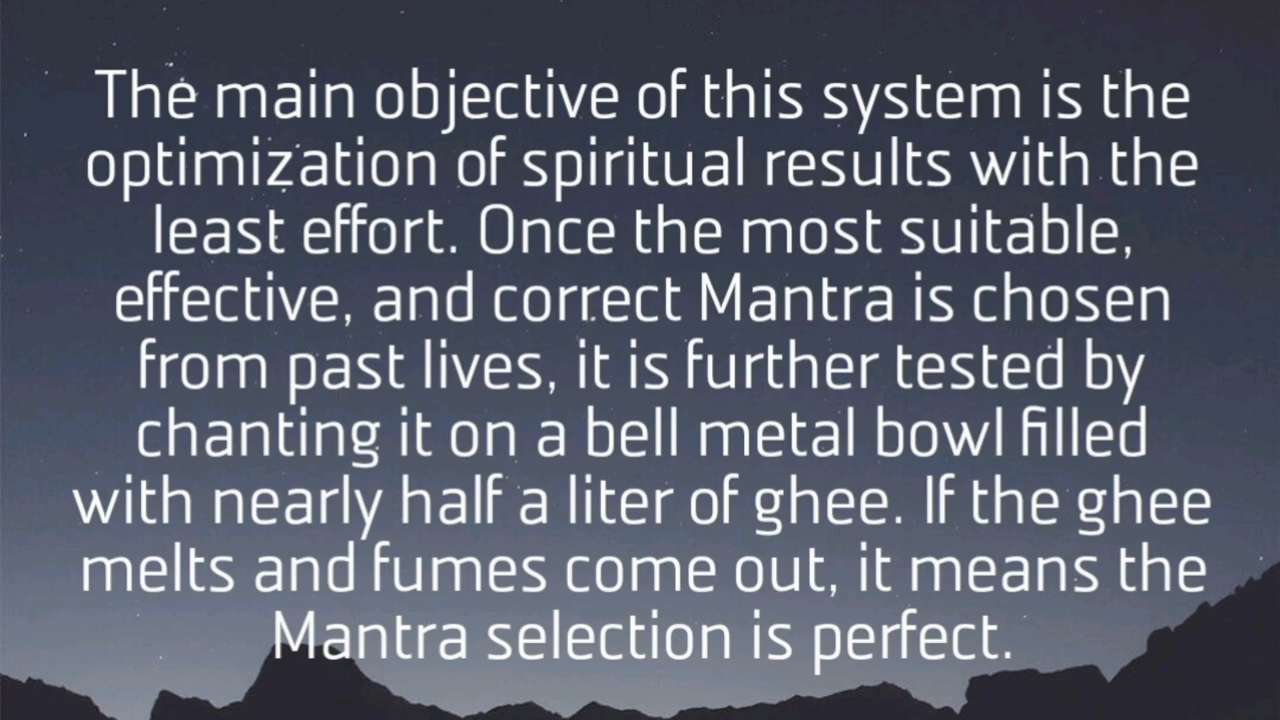 The main objective of this system is the
optimization of spiritual results with the
least effort. Once the most suitable,
effective, and correct Mantra is chosen
from past lives, it is further tested by
chanting it on a bell metal bowl filled
with nearly half a liter of ghee. If the ghee
melts and fumes come out, it means the
Mantra selection is perfect.